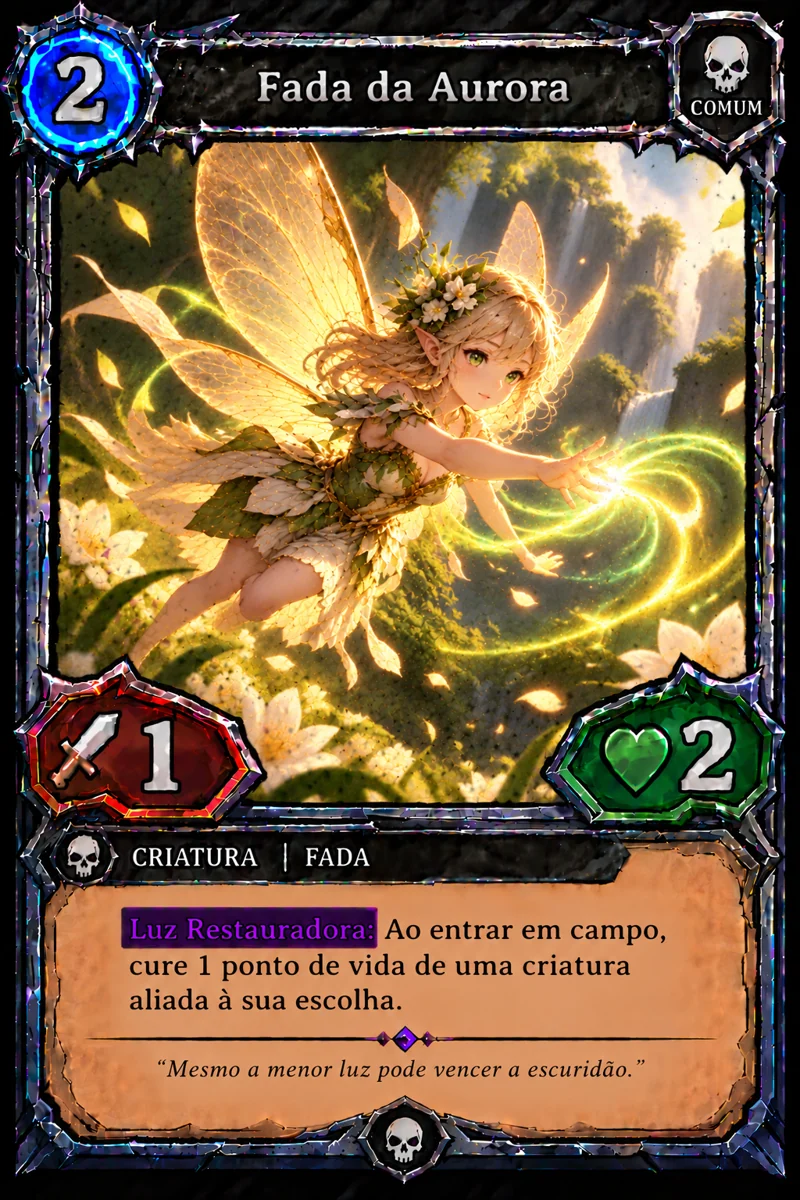 2
Fada da Aurora
COMUM
1
2
CRIATURA | FADA
Luz Restauradora: Ao entrar em campo,
cure 1 ponto de vida de uma criatura
aliada à sua escolha.
“Mesmo a menor luz pode vencer a escuridão.”